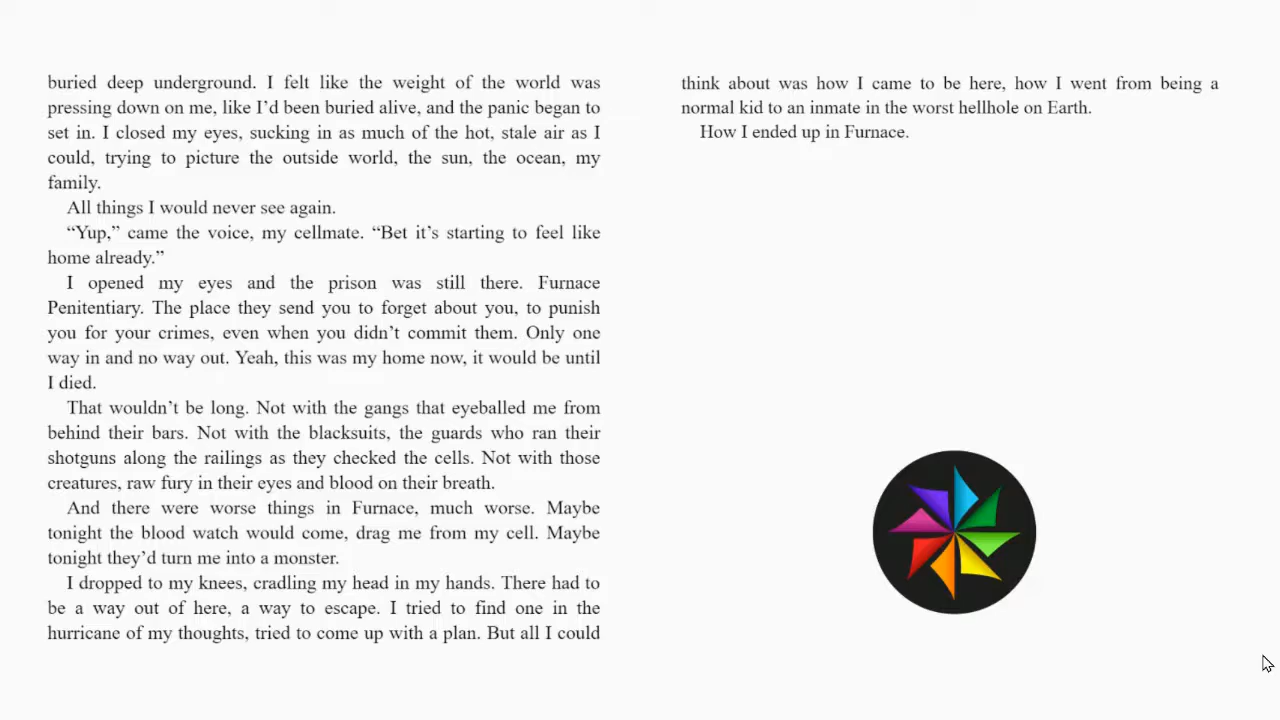 buried deep underground. I felt like the weight of the world was
pressing down on me, like I’d been buried alive, and the panic began to
set in. I closed my eyes, sucking in as much of the hot, stale air as I
could, trying to picture the outside world, the sun, the ocean, my
family.
All things I would never see again.
“Yup,” came the voice, my cellmate. “Bet it’s starting to feel like
home already.”
I opened my eyes and the prison was still there. Furnace
Penitentiary. The place they send you to forget about you, to punish
you for your crimes, even when you didn’t commit them. Only one
way in and no way out. Yeah, this was my home now, it would be until
I died.
That wouldn’t be long. Not with the gangs that eyeballed me from
behind their bars. Not with the blacksuits, the guards who ran their
shotguns along the railings as they checked the cells. Not with those
creatures, raw fury in their eyes and blood on their breath.
And there were worse things in Furnace, much worse. Maybe
tonight the blood watch would come, drag me from my cell. Maybe
tonight they’d turn me into a monster.
I dropped to my knees, cradling my head in my hands. There had to
be a way out of here, a way to escape. I tried to find one in the
hurricane of my thoughts, tried to come up with a plan. But all I could
think about was how I came to be here, how I went from being a
normal kid to an inmate in the worst hellhole on Earth.
How I ended up in Furnace.